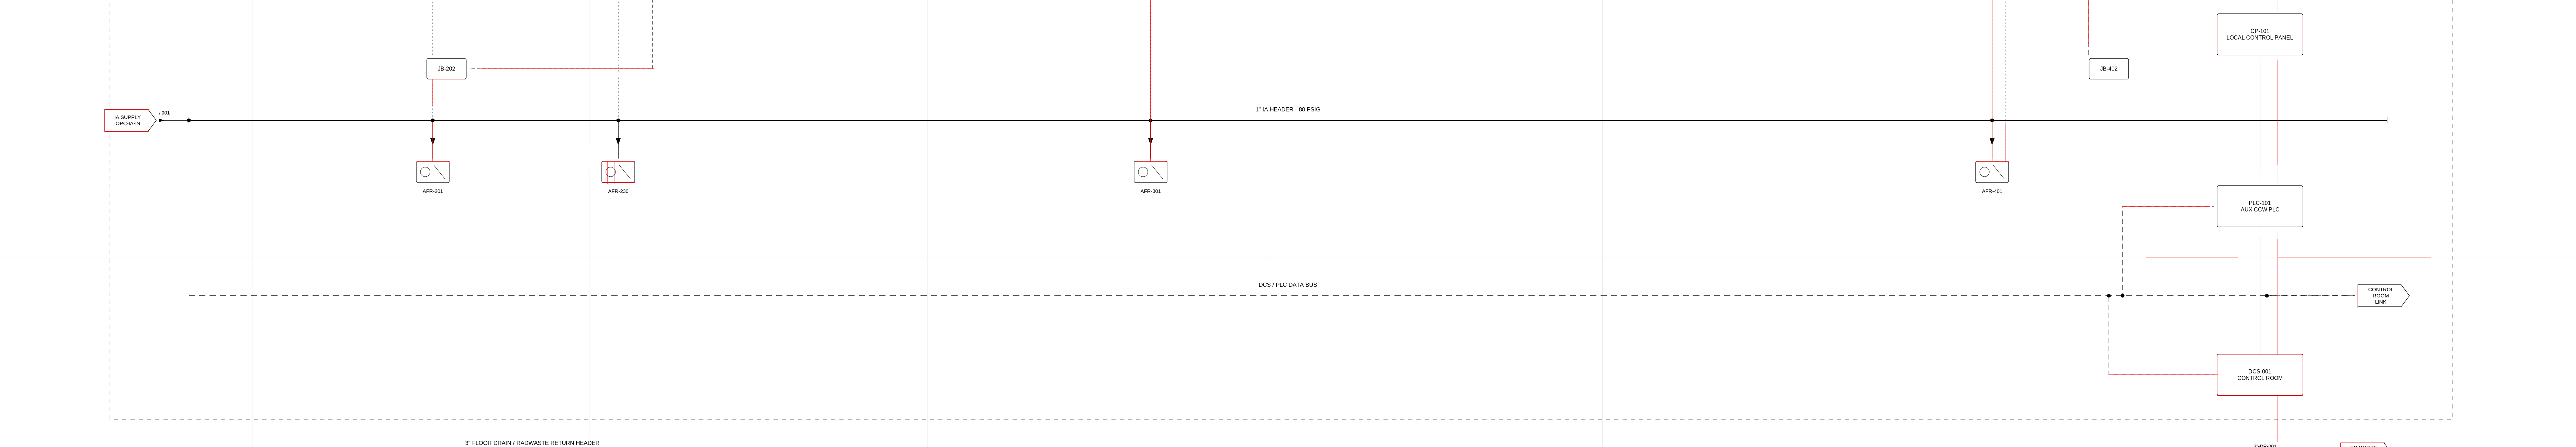 CP-101
LOCAL CONTROL PANEL
JB-202
JB-402
1" IA HEADER - 80 PSIG
IA SUPPLY
OPC-IA-IN
-001
AFR-201
AFR-230
AFR-301
AFR-401
PLC-101
AUX CCW PLC
DCS / PLC DATA BUS
CONTROL
ROOM
LINK
DCS-001
CONTROL ROOM
3" FLOOR DRAIN / RADWASTE RETURN HEADER